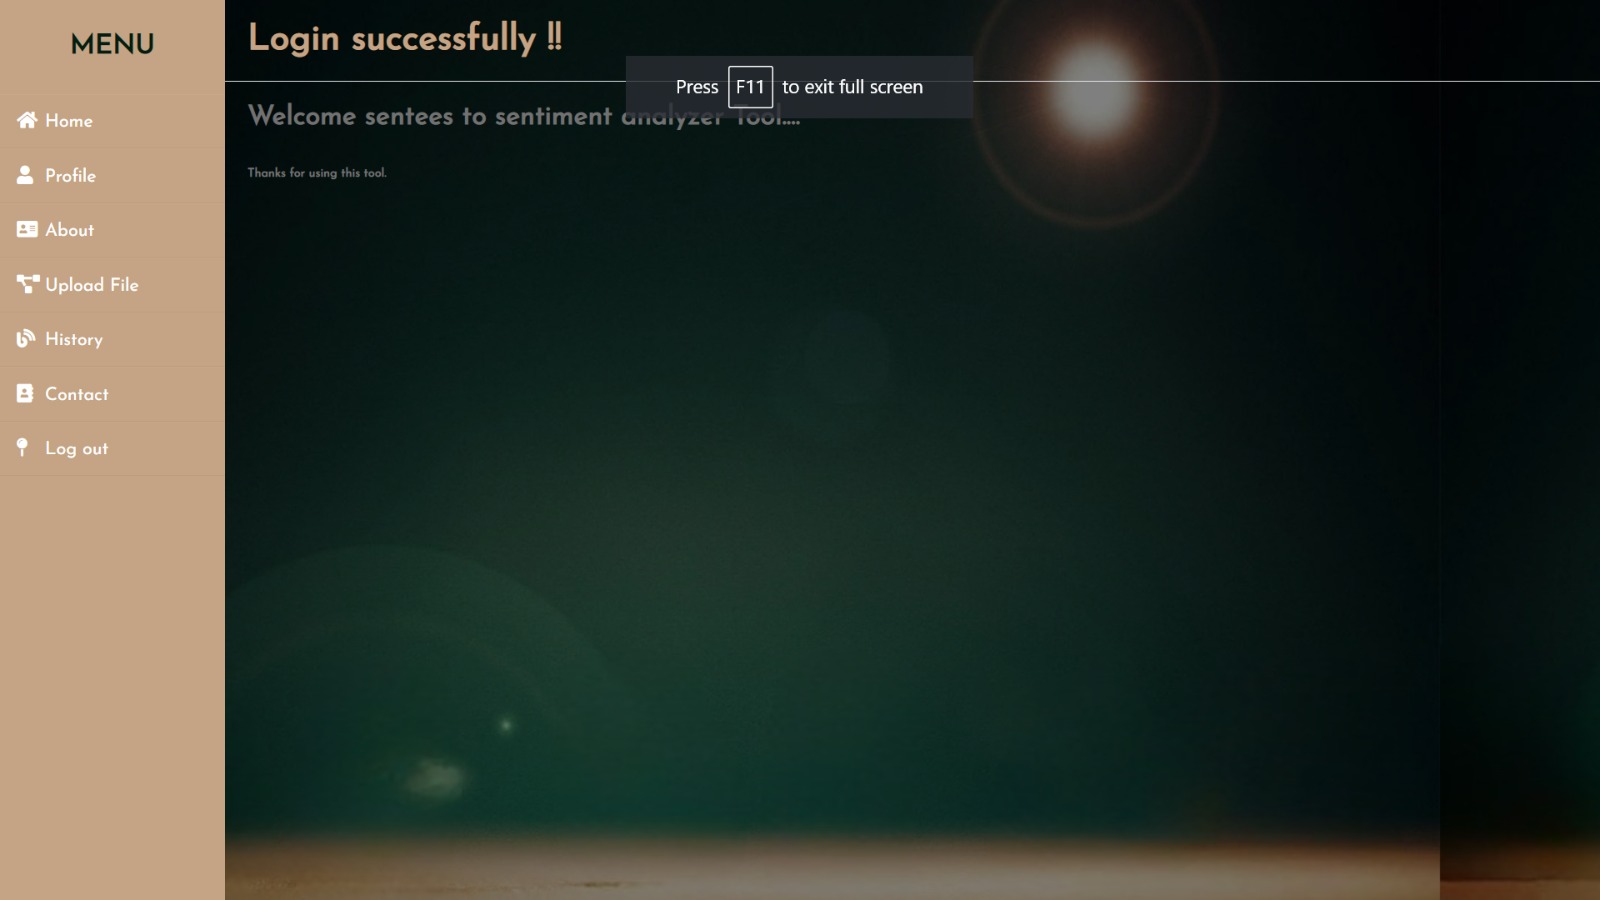 MENU
Home
Profile
About
Upload File
History
Contact
Log out
Login successfully !!
Press F11 to exit full screen
Welcome sentees to sentiment analyzer Tool....
Thanks for using this tool.